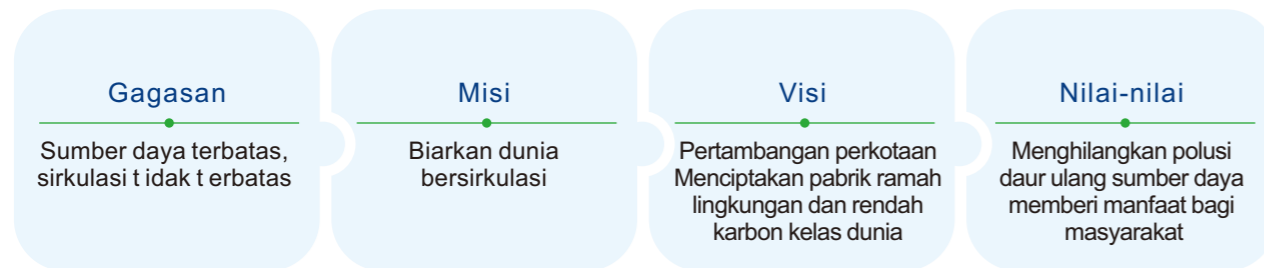 Gagasan
Sumber daya terbatas,
sirkulasi t idak t erbatas
Misi
Biarkan dunia
bersirkulasi
Visi
Pertambangan perkotaan
Menciptakan pabrik ramah
lingkungan dan rendah
karbon kelas dunia
Nilai-nilai
Menghilangkan polusi
daur ulang sumber daya
memberi manfaat bagi
masyarakat